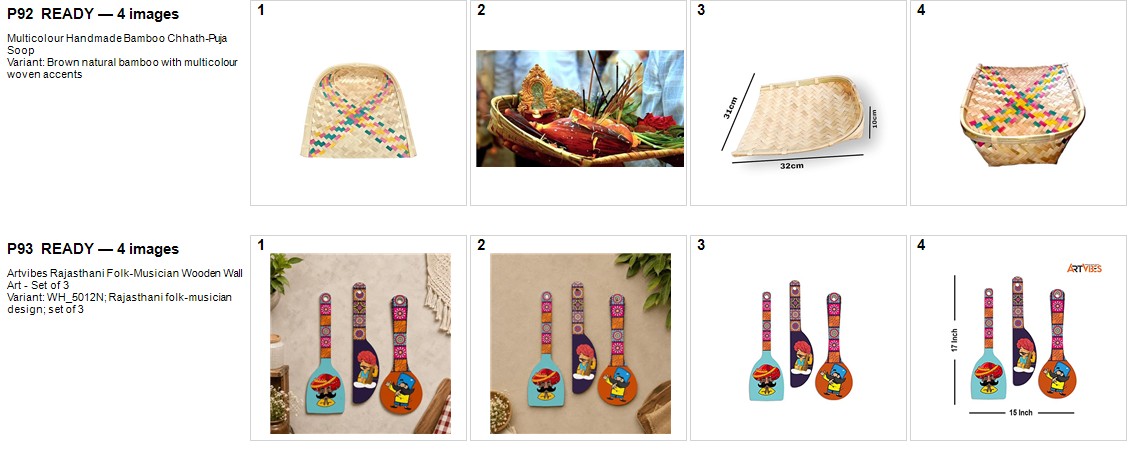 P92 READY — 4 images
Multicolour Handmade Bamboo Chhath-Puja
Soop
Variant: Brown natural bamboo with multicolour
woven accents
1
2
3
4
31cm
10cm
32cm
P93 READY — 4 images
Artvibes Rajasthani Folk-Musician Wooden Wall
Art - Set of 3
Variant: WH_5012N; Rajasthani folk-musician
design; set of 3
1
2
3
4
ARTVIBES
17 Inch
15 Inch